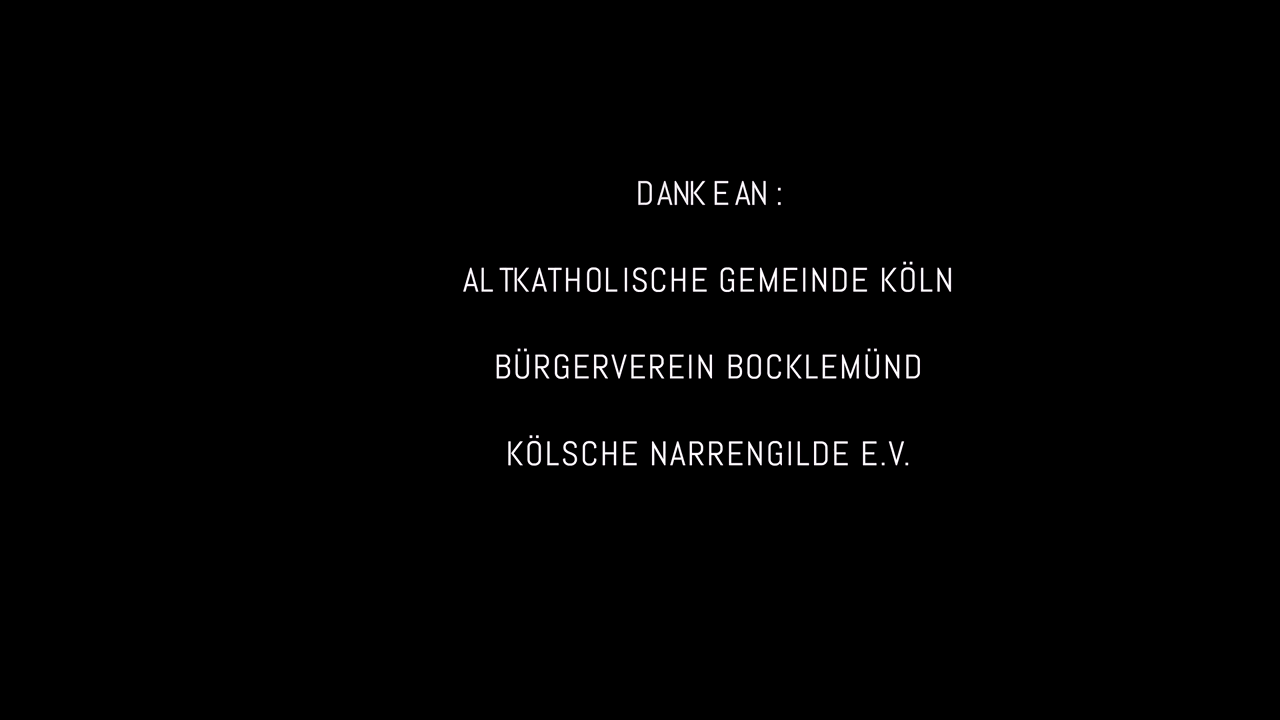 DANKE AN :
ALTKATHOLISCHE GEMEINDE KÖLN
BÜRGERVEREIN BOCKLEMÜND
KÖLSCHE NARRENGILDE E.V.